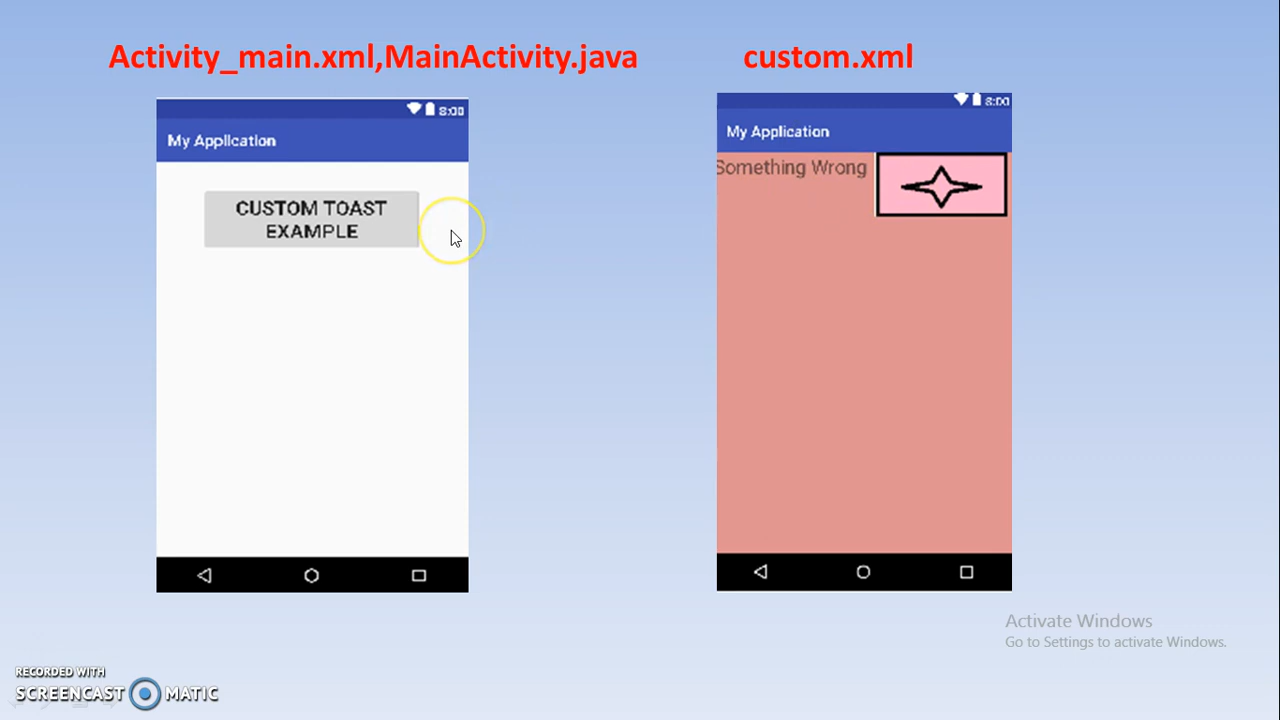 Activity_main.xml,MainActivity.java
custom.xml
8:00
My Application
CUSTOM TOAST
EXAMPLE
8:00
My Application
Something Wrong
Activate Windows
Go to Settings to activate Windows.
RECORDED WITH
SCREENCAST MATIC